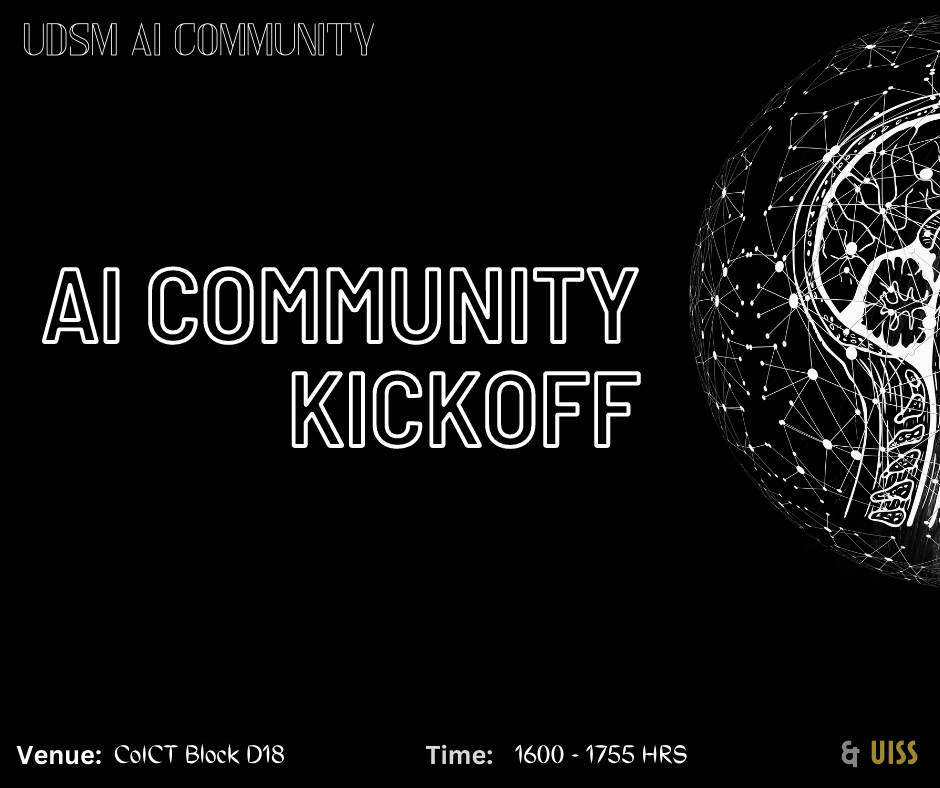 UDSM AI COMMUNITY
AI COMMUNITY
KICKOFF
Venue: CoICT Block D18 Time: 1600 - 1755 HRS & UISS